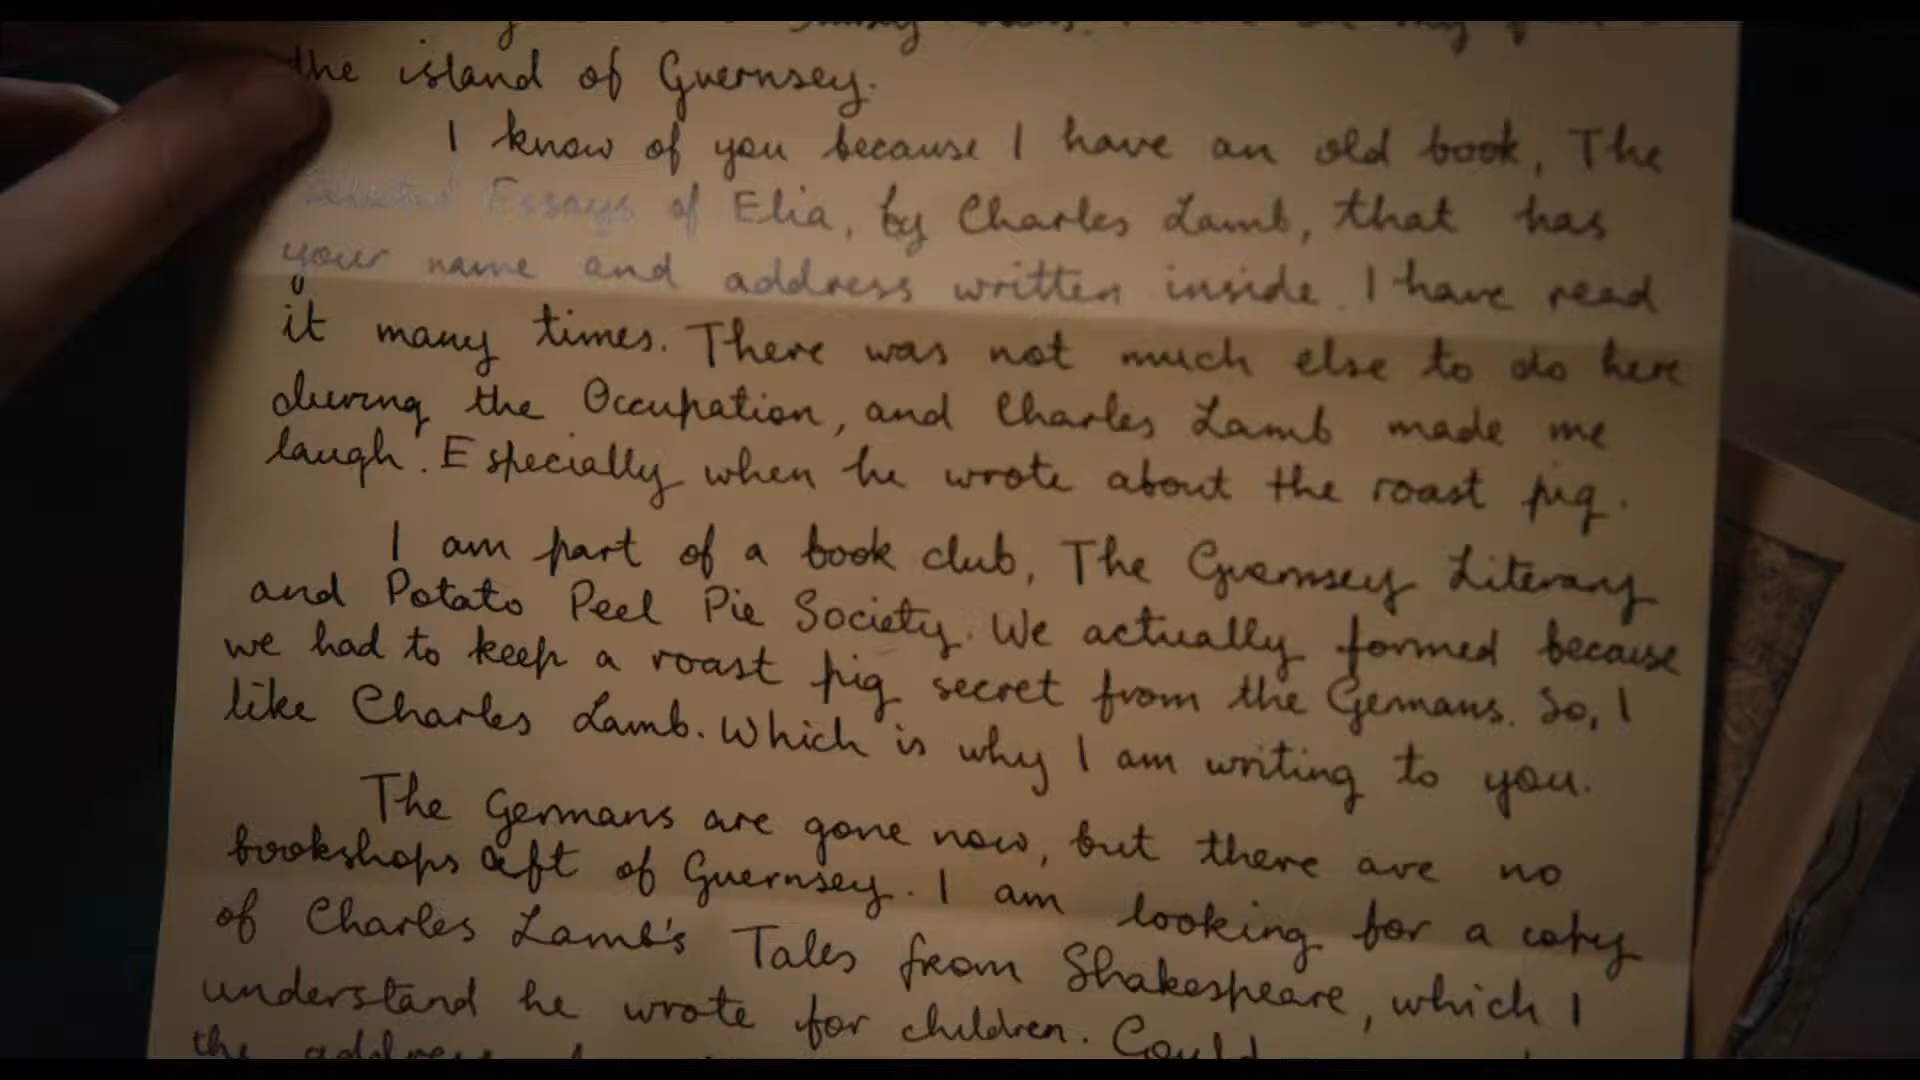 the island of Guernsey.
I know of you because I have an old book, The
Selected Essays of Elia, by Charles Lamb, that has
your name and address written inside. I have read
it many times. There was not much else to do here
during the Occupation, and Charles Lamb made me
laugh. Especially when he wrote about the roast pig.
I am part of a book club, The Guernsey Literary
and Potato Peel Pie Society. We actually formed because
we had to keep a roast pig secret from the Germans. So, I
like Charles Lamb. Which is why I am writing to you.
The Germans are gone now, but there are no
bookshops left of Guernsey. I am looking for a copy
of Charles Lamb's Tales from Shakespeare, which I
understand he wrote for children. Could
the address